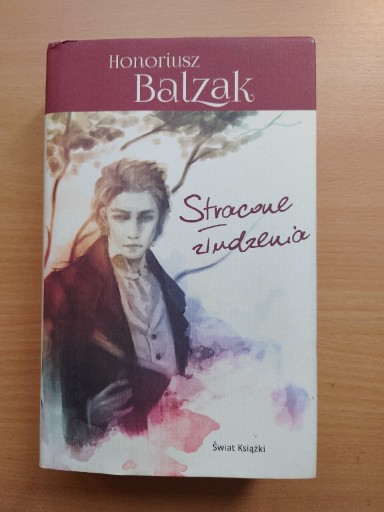 Honoriusz
Balzak
Stracone
złudzenia
Świat Książki